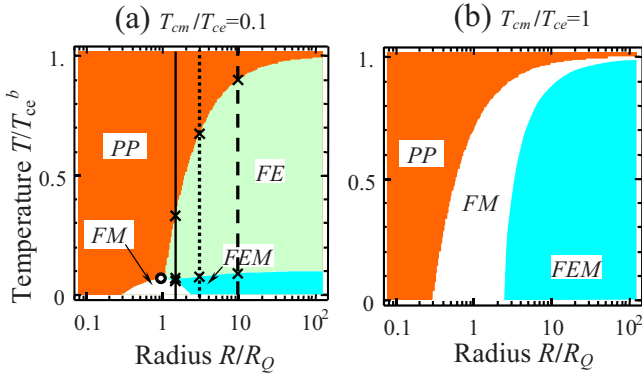 (a) T_cm/T_ce=0.1
(b) T_cm/T_ce=1
Temperature T/T_ce^b
1.
0.5
0
PP
FM
FE
FEM
0.1 1 10 10^2
Radius R/R_Q
1.
0.5
0
PP
FM
FEM
0.1 1 10 10^2
Radius R/R_Q